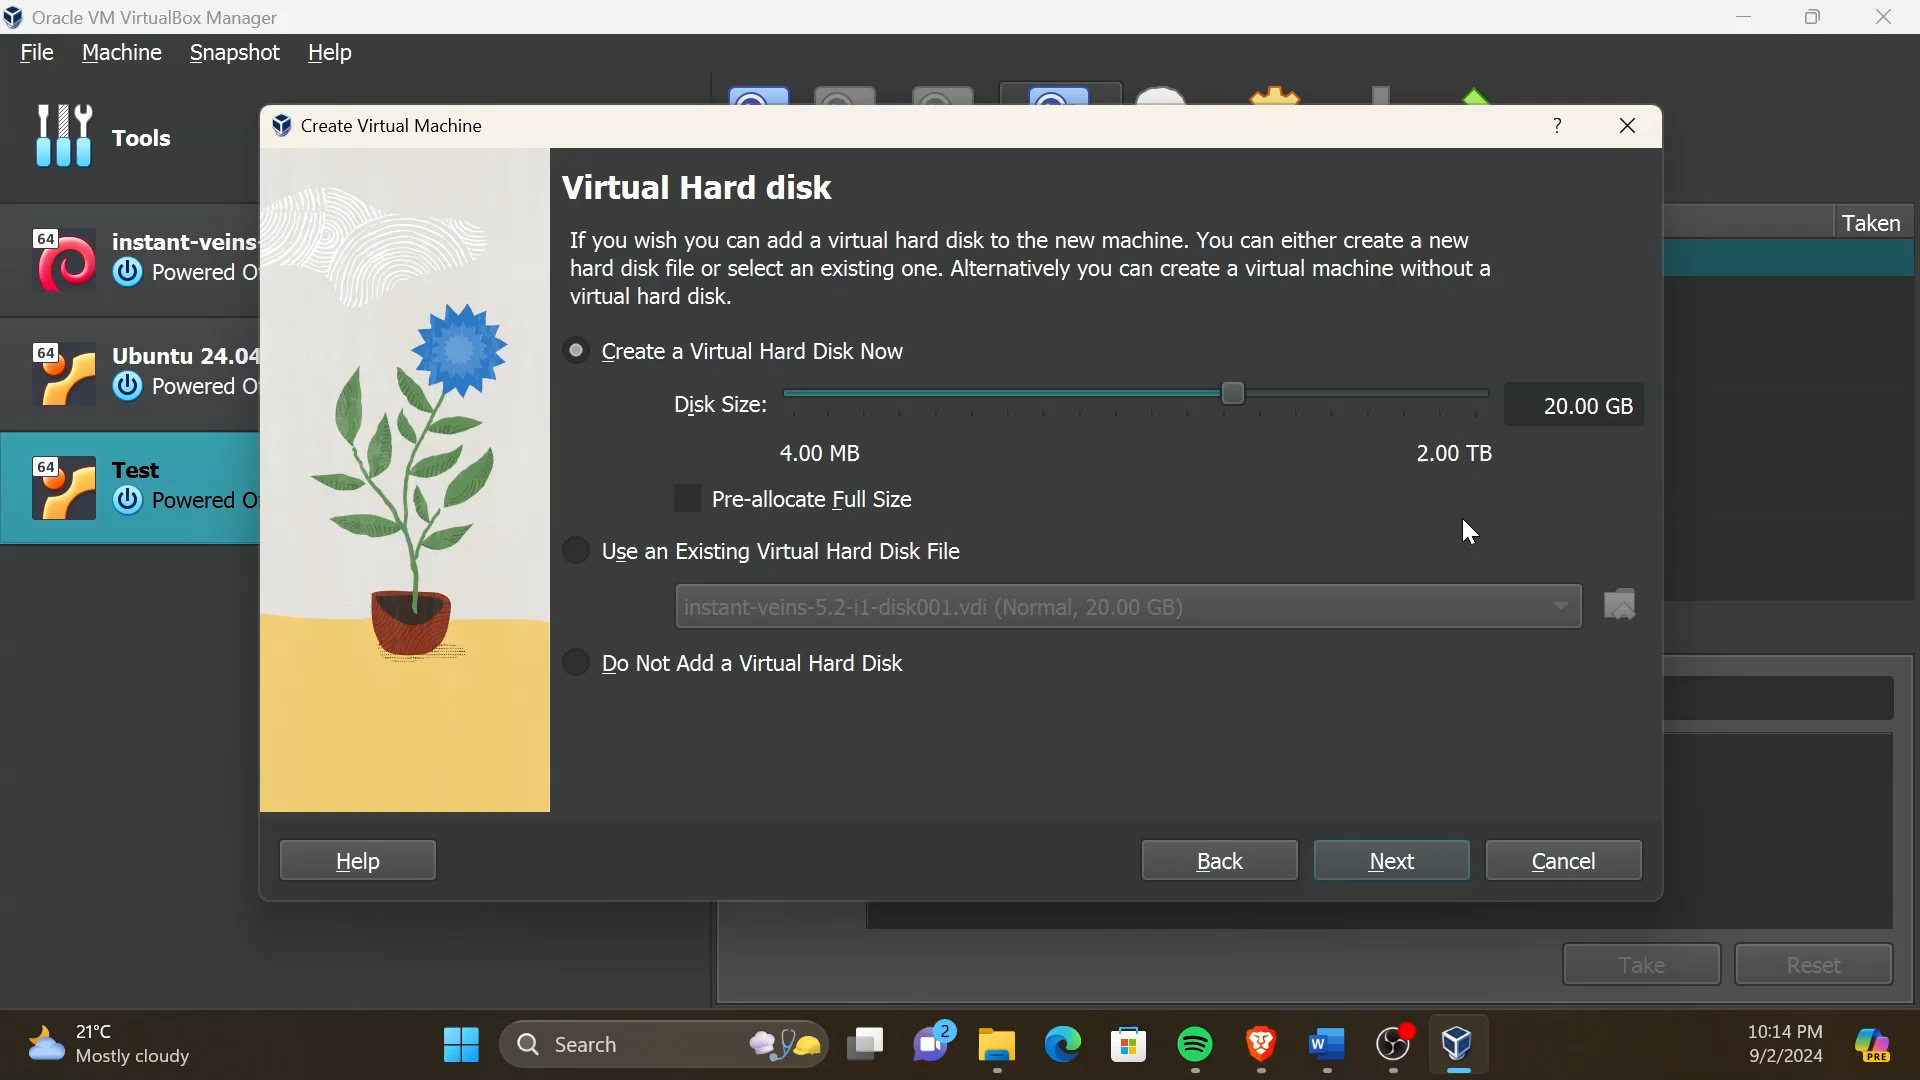 Oracle VM VirtualBox Manager
File Machine Snapshot Help
Tools
Create Virtual Machine
?
Virtual Hard disk
If you wish you can add a virtual hard disk to the new machine. You can either create a new
hard disk file or select an existing one. Alternatively you can create a virtual machine without a
virtual hard disk.
64
instant-veins-
Powered
Taken
64
Ubuntu 24.04
Powered
64
Test
Powered
Create a Virtual Hard Disk Now
Disk Size:
20.00 GB
4.00 MB
2.00 TB
Pre-allocate Full Size
Use an Existing Virtual Hard Disk File
instant-veins-5.2-i1-disk001.vdi (Normal, 20.00 GB)
Do Not Add a Virtual Hard Disk
Help
Back
Next
Cancel
Take
Reset
21°C
Mostly cloudy
Search
2
W
10:14 PM
9/2/2024
PRE